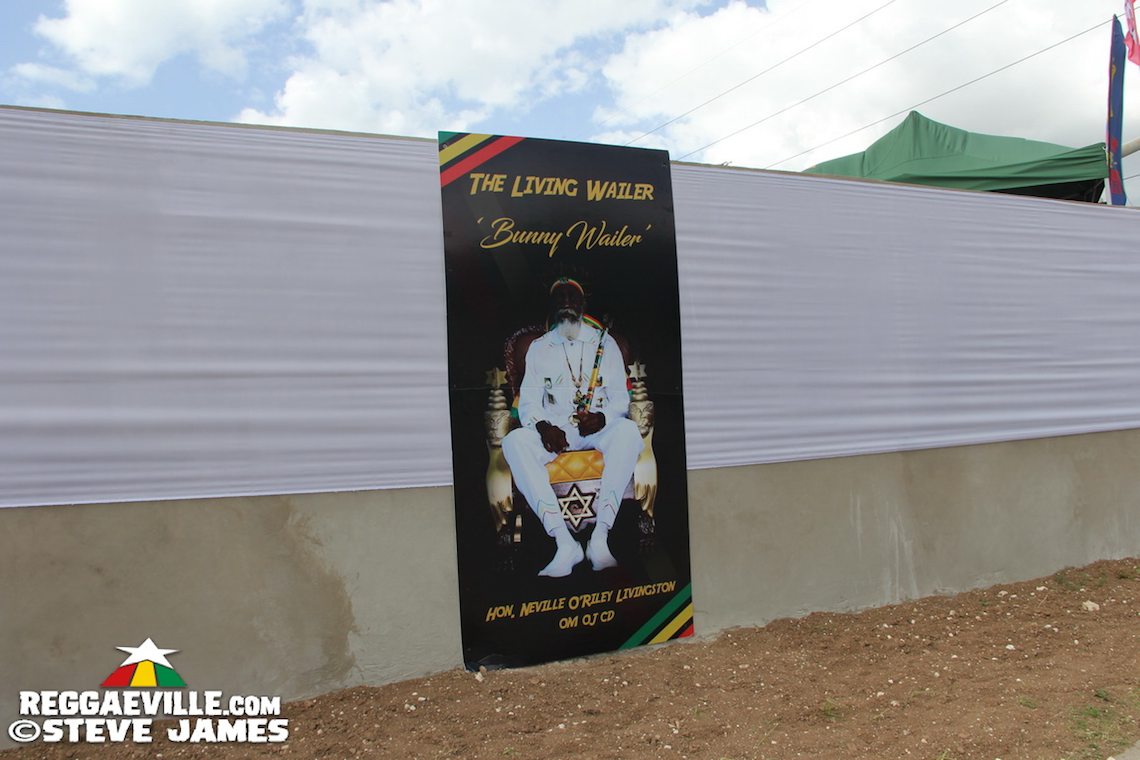 The Living Wailer
'Bunny Wailer'
Hon. Neville O'Riley Livingston
OM OJ CD
REGGAEVILLE.COM
©STEVE JAMES